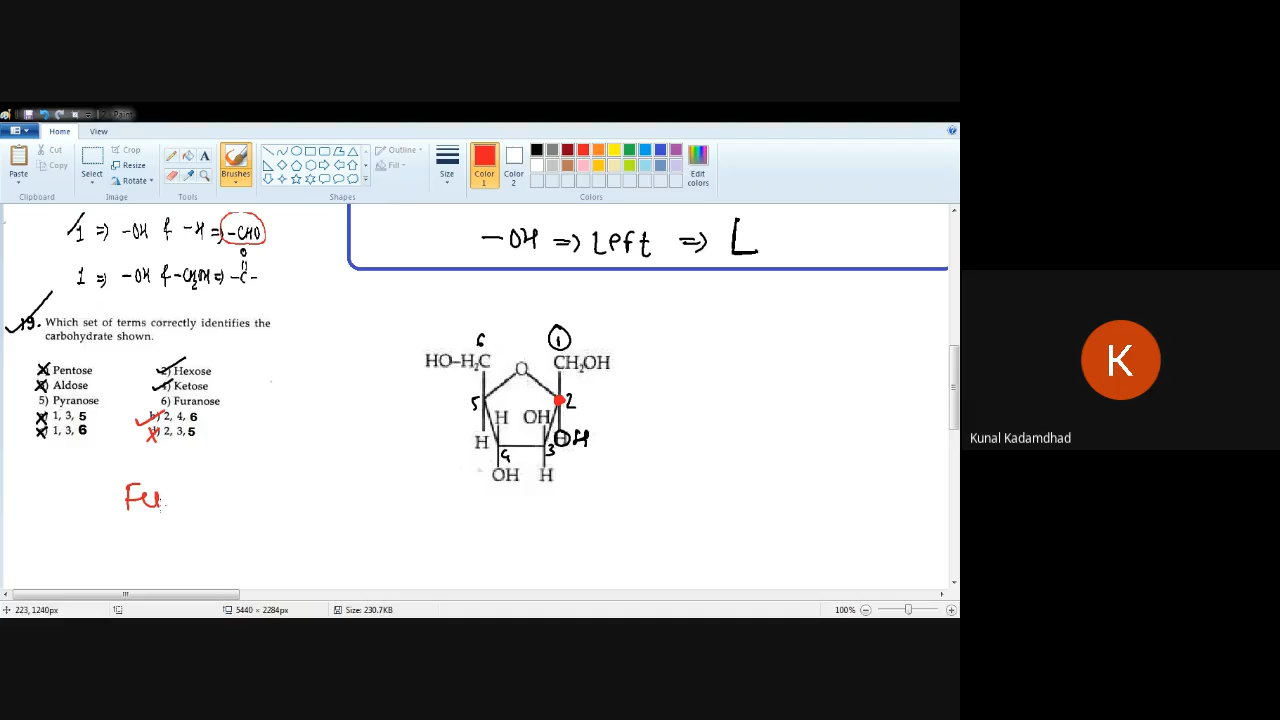 Paint
Home View
Paste
Cut
Copy
Clipboard
Select
Crop
Resize
Rotate
Image
A
Tools
Brushes
Outline
Fill
Shapes
Size
Color 1
Color 2
Edit colors
Colors
1 => -OH & -H => -CHO
O
1 => -OH & -CH2OH => -C-
-OH => Left => L
19. Which set of terms correctly identifies the
carbohydrate shown.
Pentose 2) Hexose
Aldose 4) Ketose
5) Pyranose 6) Furanose
1, 3, 5 b) 2, 4, 6
1, 3, 6 2, 3, 5
Fu
6 1
HO–H2C O CH2OH
5 2
H OH
H OH
4 3
OH H
223, 1240px 5440 × 2284px Size: 230.7KB 100%
K
Kunal Kadamdhad